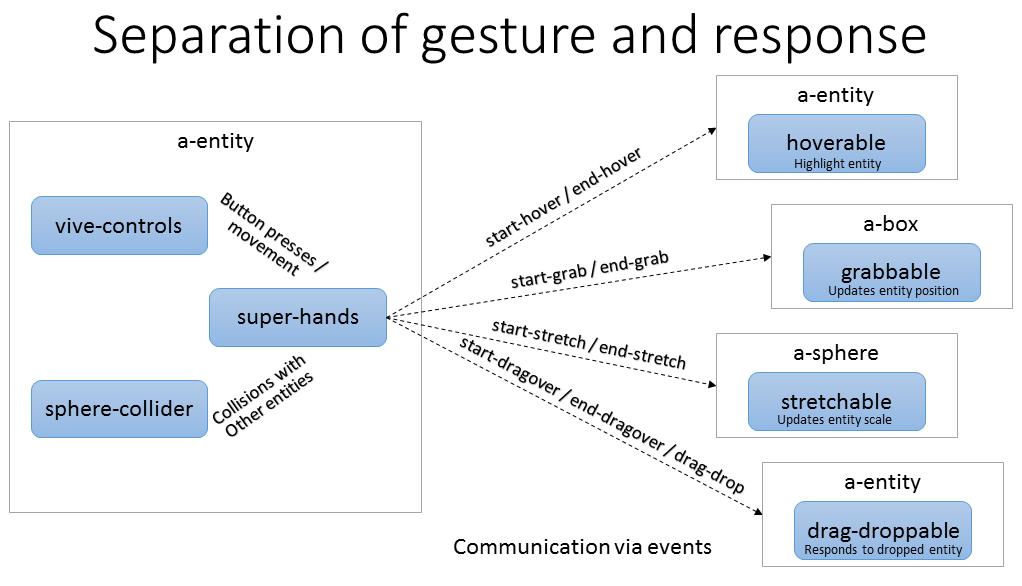 Separation of gesture and response
a-entity
vive-controls
Button presses /
movement
super-hands
sphere-collider
Collisions with
Other entities
start-hover / end-hover
start-grab / end-grab
start-stretch / end-stretch
start-dragover / end-dragover / drag-drop
a-entity
hoverable
Highlight entity
a-box
grabbable
Updates entity position
a-sphere
stretchable
Updates entity scale
a-entity
drag-droppable
Responds to dropped entity
Communication via events